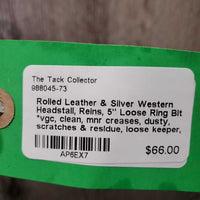 The Tack Collector
988045-73
Rolled Leather & Silver Western
Headstall, Reins, 5" Loose Ring Bit
*vgc, clean, mnr creases, dusty,
scratches & residue, loose keeper,
AP6EX7
$66.00